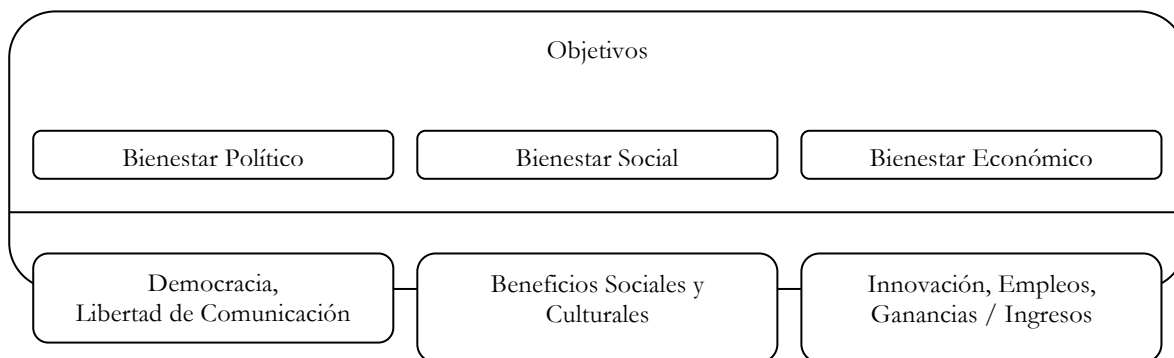 Objetivos
Bienestar Político
Bienestar Social
Bienestar Económico
Democracia,
Libertad de Comunicación
Beneficios Sociales y
Culturales
Innovación, Empleos,
Ganancias / Ingresos